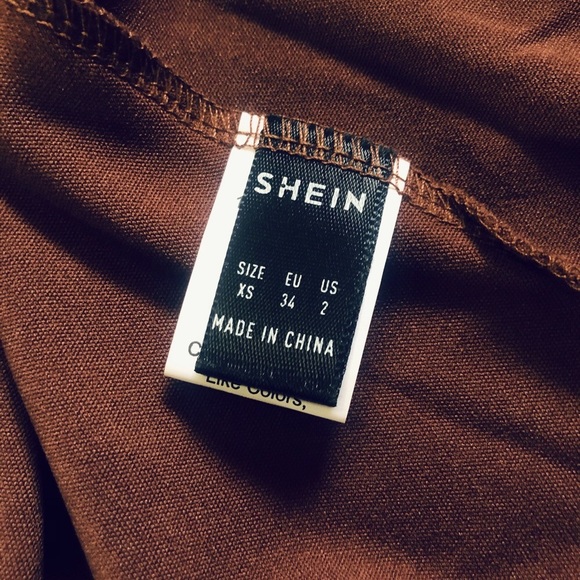 SHEIN
SIZE EU US
XS 34 2
MADE IN CHINA
C
Like Colors,